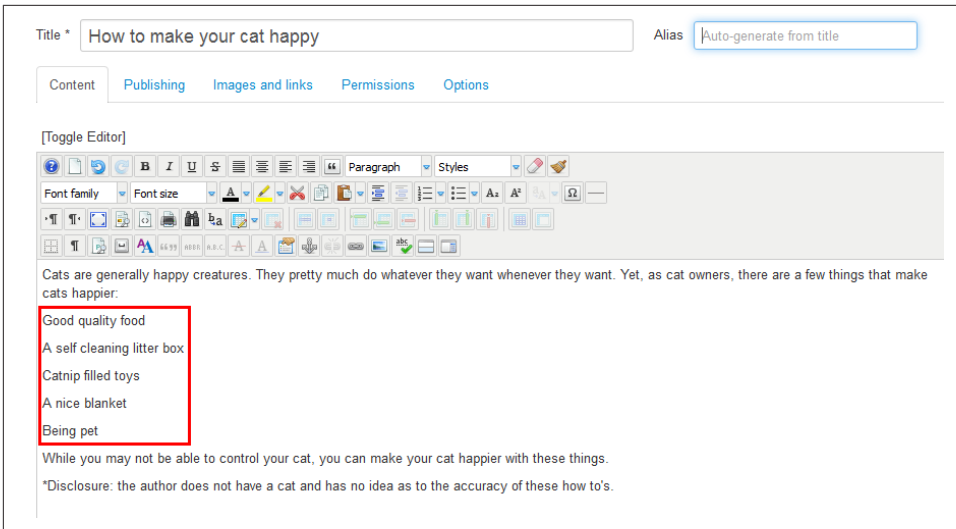 Title * How to make your cat happy Alias Auto-generate from title
Content Publishing Images and links Permissions Options
[Toggle Editor]
B I U S Paragraph Styles
Font family Font size A A₂ A² Ω
¶ ¶
¶ A A.B.C. A A ABC
Cats are generally happy creatures. They pretty much do whatever they want whenever they want. Yet, as cat owners, there are a few things that make
cats happier:
Good quality food
A self cleaning litter box
Catnip filled toys
A nice blanket
Being pet
While you may not be able to control your cat, you can make your cat happier with these things.
*Disclosure: the author does not have a cat and has no idea as to the accuracy of these how to's.